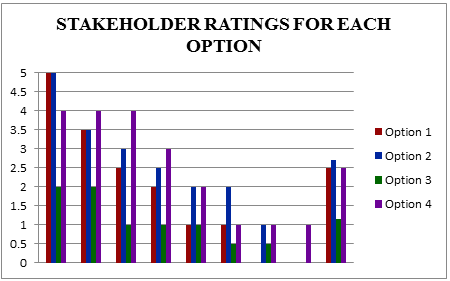 STAKEHOLDER RATINGS FOR EACH
OPTION
5
4.5
4
3.5
3
2.5
2
1.5
1
0.5
0
Option 1
Option 2
Option 3
Option 4